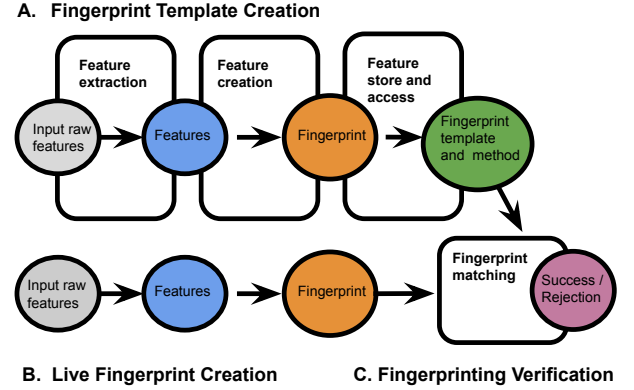 A. Fingerprint Template Creation
Feature
extraction
Feature
creation
Feature
store and
access
Input raw
features
Features
Fingerprint
Fingerprint
template
and method
Fingerprint
matching
Input raw
features
Features
Fingerprint
Success /
Rejection
B. Live Fingerprint Creation
C. Fingerprinting Verification